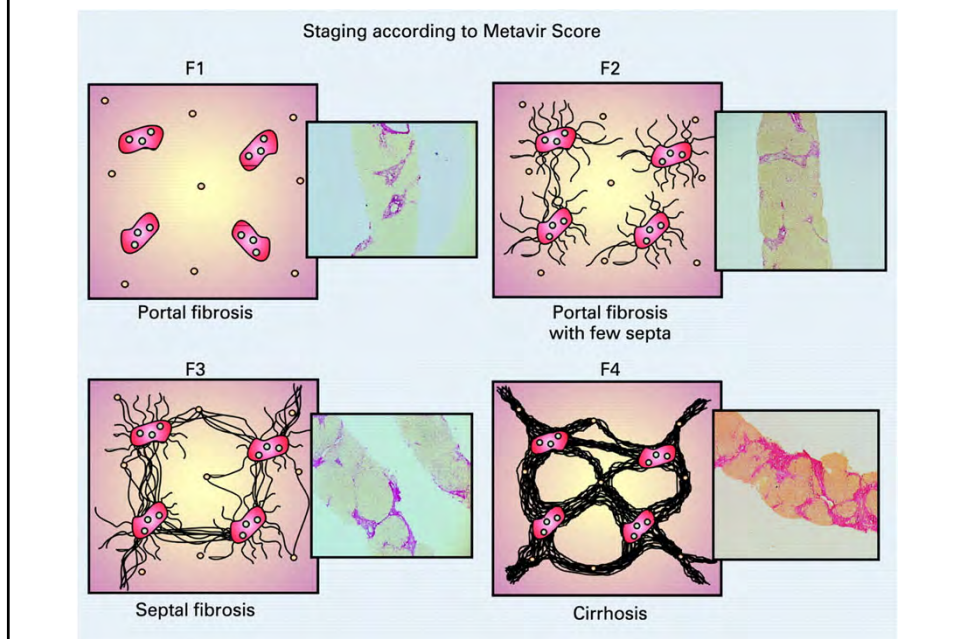 Staging according to Metavir Score
F1
F2
Portal fibrosis
Portal fibrosis
with few septa
F3
F4
Septal fibrosis
Cirrhosis